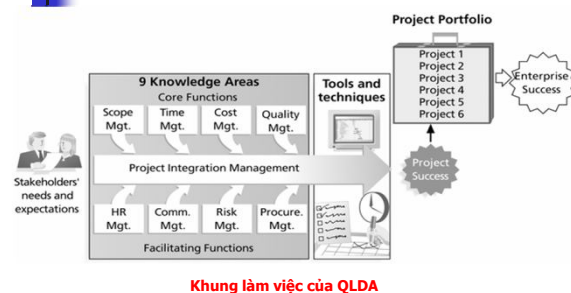 Project Portfolio
Project 1
Project 2
Project 3
Project 4
Project 5
Project 6
Enterprise
Success
9 Knowledge Areas
Core Functions
Scope
Mgt.
Time
Mgt.
Cost
Mgt.
Quality
Mgt.
Tools and
techniques
Project Integration Management
Project
Success
Stakeholders'
needs and
expectations
HR
Mgt.
Comm.
Mgt.
Risk
Mgt.
Procure.
Mgt.
Facilitating Functions
Khung làm việc của QLDA